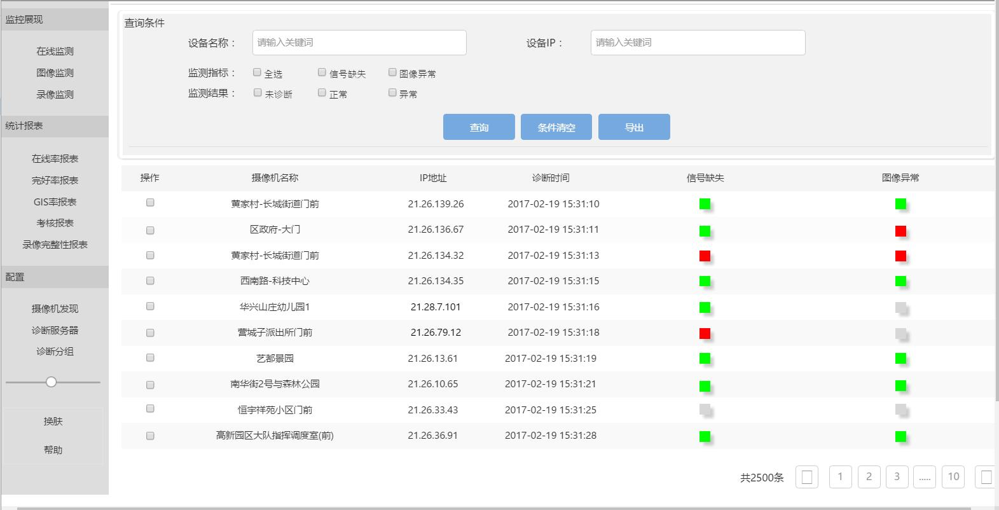 监控展现
在线监测
图像监测
录像监测
统计报表
在线率报表
完好率报表
GIS率报表
考核报表
录像完整性报表
配置
摄像机发现
诊断服务器
诊断分组
换肤
帮助
查询条件
设备名称： 请输入关键词 设备IP： 请输入关键词
监测指标： 全选 信号缺失 图像异常
监测结果： 未诊断 正常 异常
查询 条件清空 导出
操作 摄像机名称 IP地址 诊断时间 信号缺失 图像异常
黄家村-长城街道门前 21.26.139.26 2017-02-19 15:31:10
区政府-大门 21.26.136.67 2017-02-19 15:31:11
黄家村-长城街道门前 21.26.134.32 2017-02-19 15:31:13
西南路-科技中心 21.26.134.35 2017-02-19 15:31:15
华兴山庄幼儿园1 21.28.7.101 2017-02-19 15:31:16
营城子派出所门前 21.26.79.12 2017-02-19 15:31:18
艺都景园 21.26.13.61 2017-02-19 15:31:19
南华街2号与森林公园 21.26.10.65 2017-02-19 15:31:21
恒宇祥苑小区门前 21.26.33.43 2017-02-19 15:31:25
高新园区大队指挥调度室(前) 21.26.36.91 2017-02-19 15:31:28
共2500条 1 2 3 ..... 10